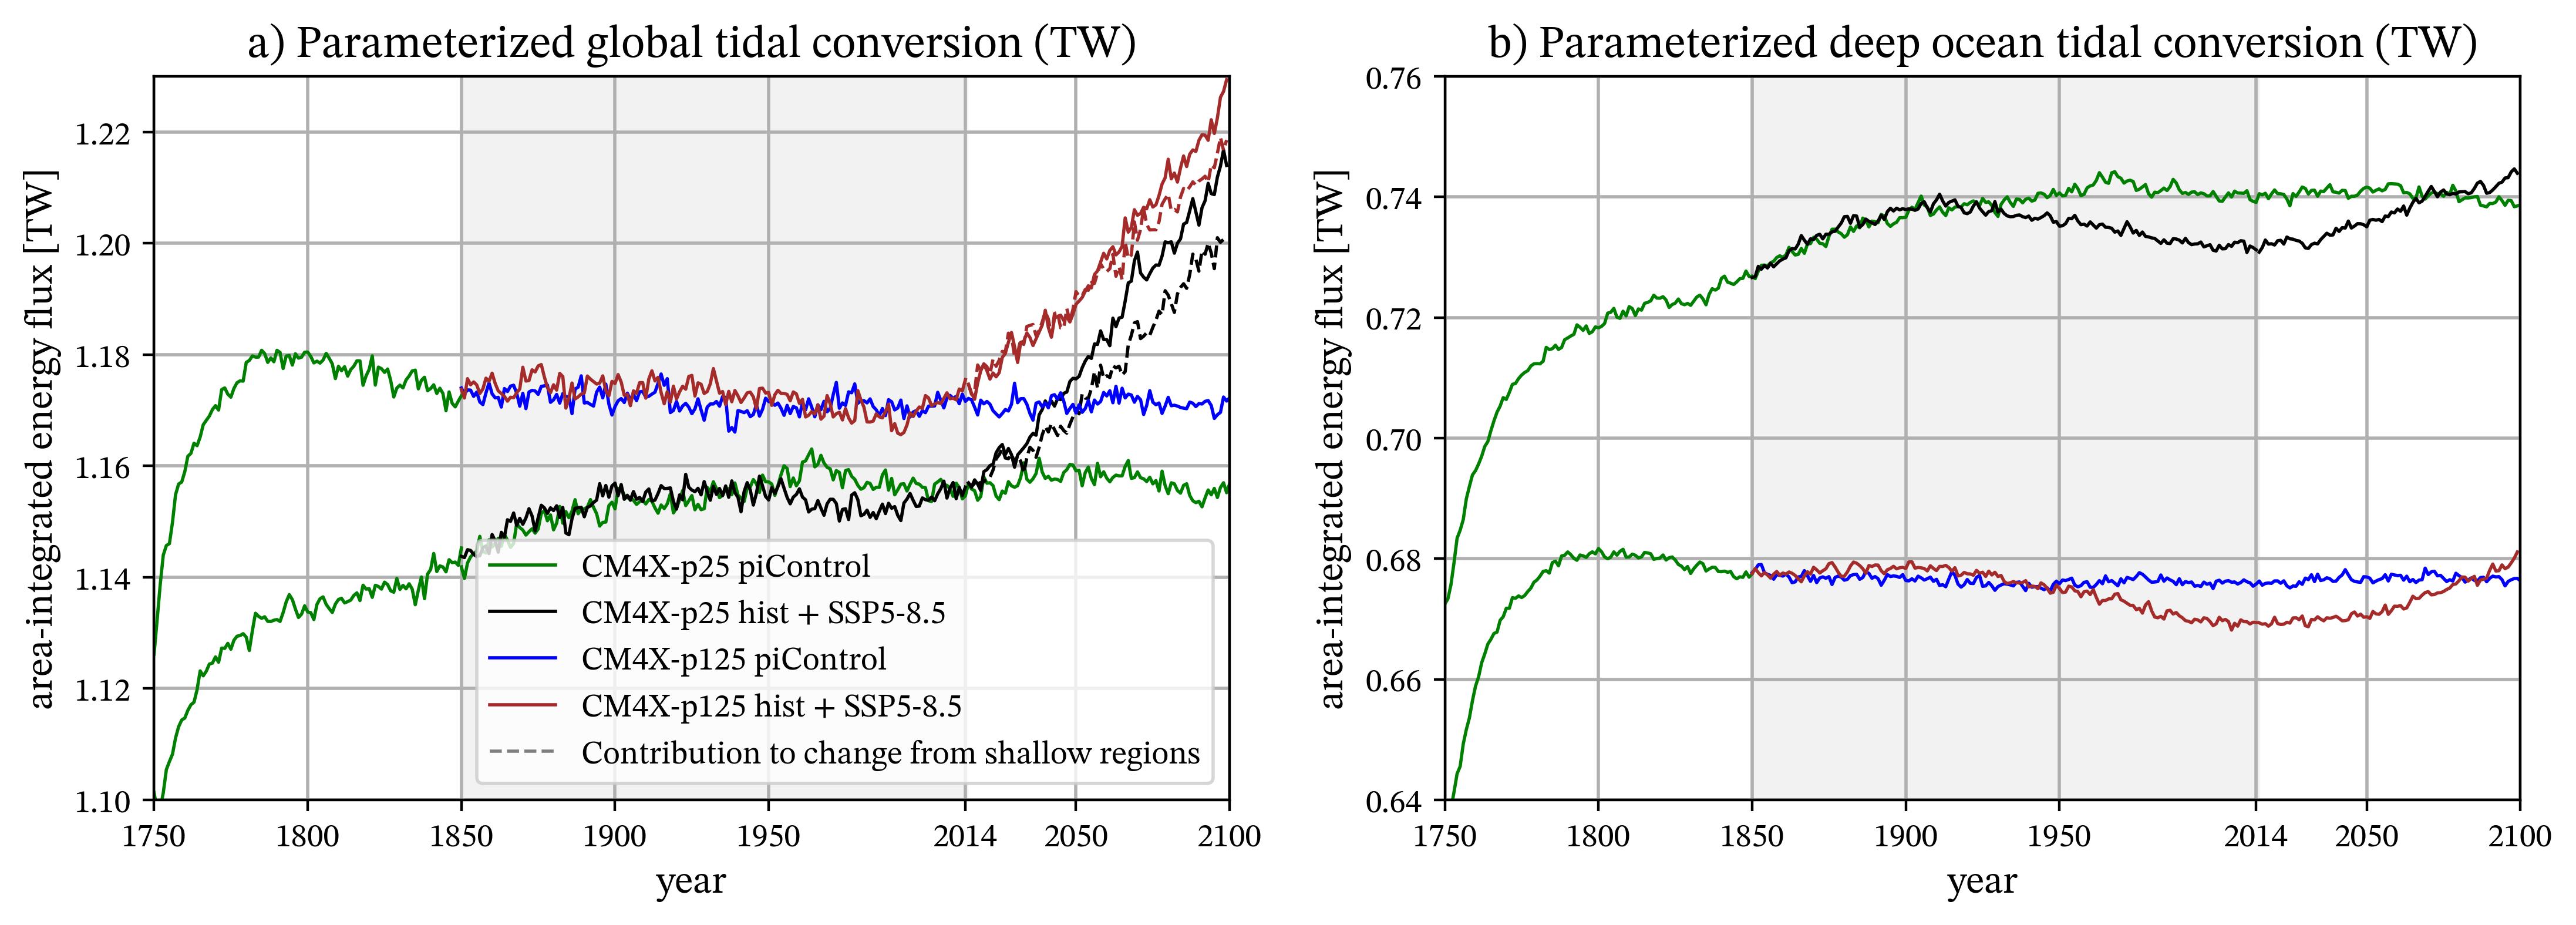 a) Parameterized global tidal conversion (TW)
area-integrated energy flux [TW]
1.22
1.20
1.18
1.16
1.14
1.12
1.10
CM4X-p25 piControl
CM4X-p25 hist + SSP5-8.5
CM4X-p125 piControl
CM4X-p125 hist + SSP5-8.5
Contribution to change from shallow regions
1750 1800 1850 1900 1950 2014 2050 2100
year
b) Parameterized deep ocean tidal conversion (TW)
area-integrated energy flux [TW]
0.76
0.74
0.72
0.70
0.68
0.66
0.64
1750 1800 1850 1900 1950 2014 2050 2100
year